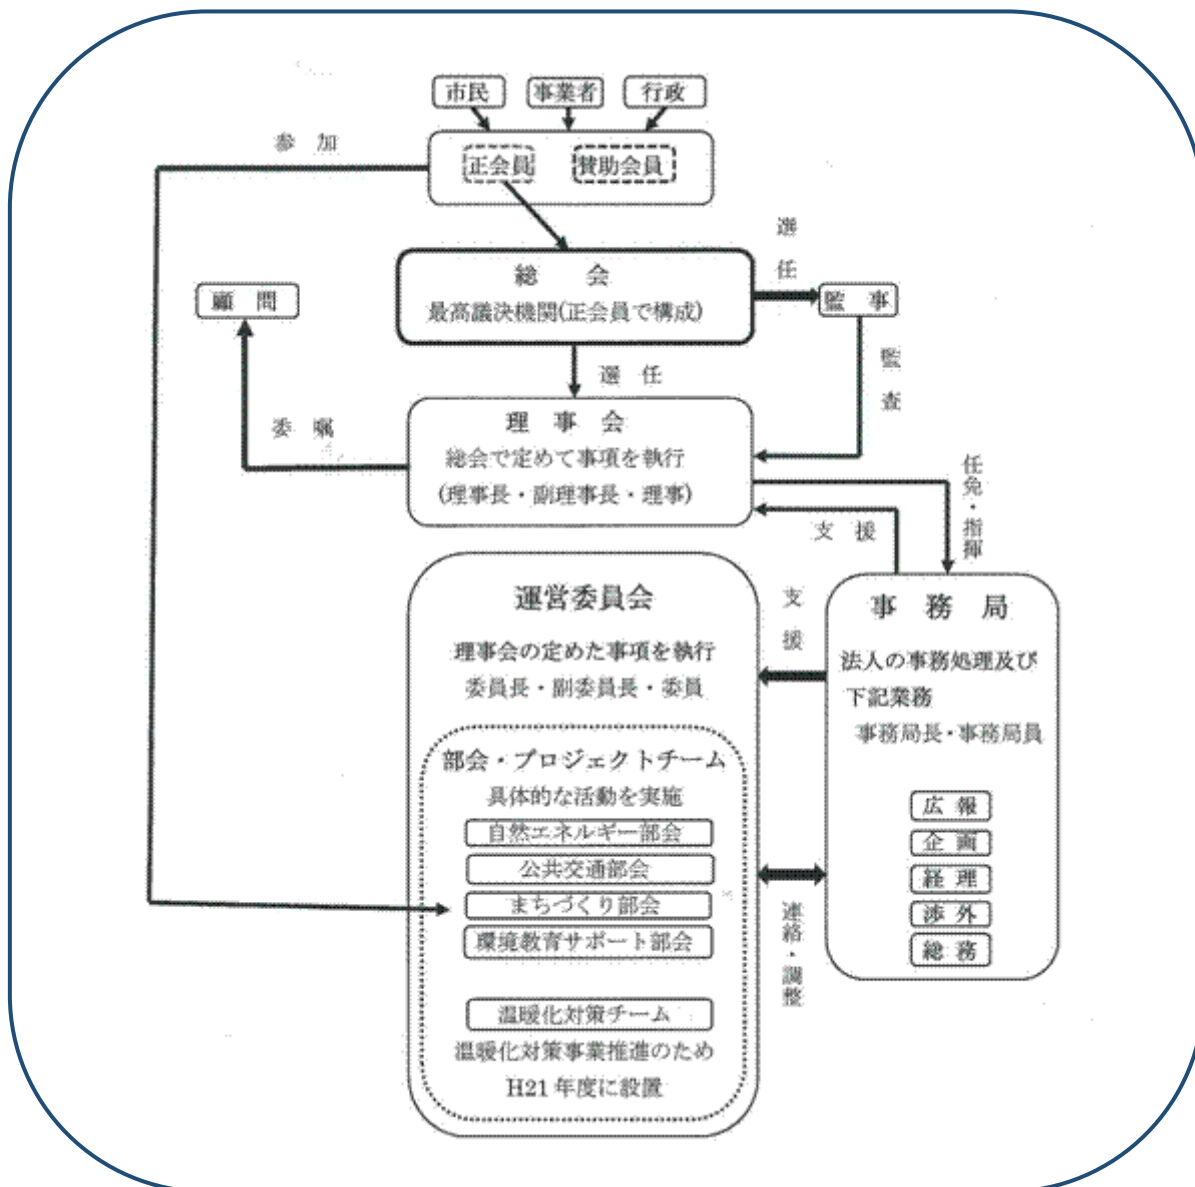 市民
事業者
行政
参 加
正会員
賛助会員
選任
総 会
最高議決機関(正会員で構成)
顧 問
監 事
選 任
監査
理 事 会
総会で定めて事項を執行
(理事長・副理事長・理事)
委 嘱
任免・指揮
支 援
運営委員会
理事会の定めた事項を執行
委員長・副委員長・委員
支援
事 務 局
法人の事務処理及び
下記業務
事務局長・事務局員
部会・プロジェクトチーム
具体的な活動を実施
自然エネルギー部会
公共交通部会
まちづくり部会
環境教育サポート部会
広 報
企 画
経 理
渉 外
総 務
連絡・調整
温暖化対策チーム
温暖化対策事業推進のため
H21 年度に設置